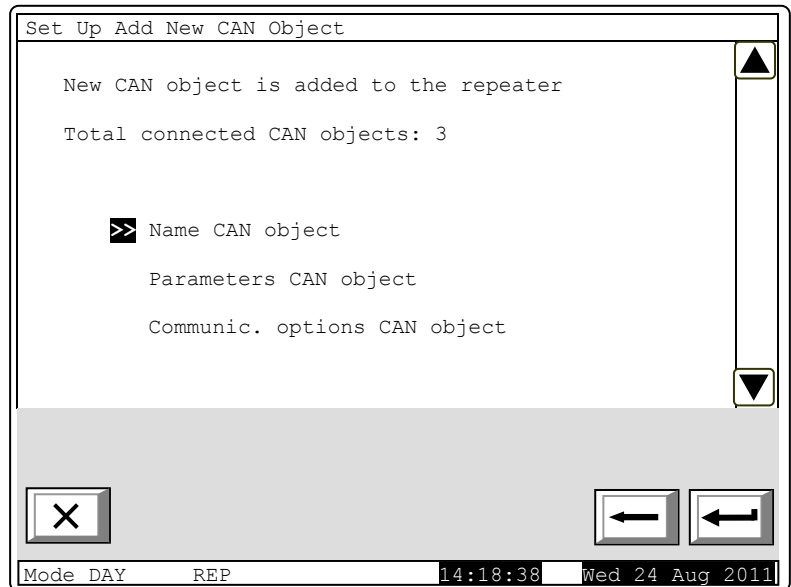 Set Up Add New CAN Object
New CAN object is added to the repeater
Total connected CAN objects: 3
>> Name CAN object
Parameters CAN object
Communic. options CAN object
Mode DAY REP 14:18:38 Wed 24 Aug 2011